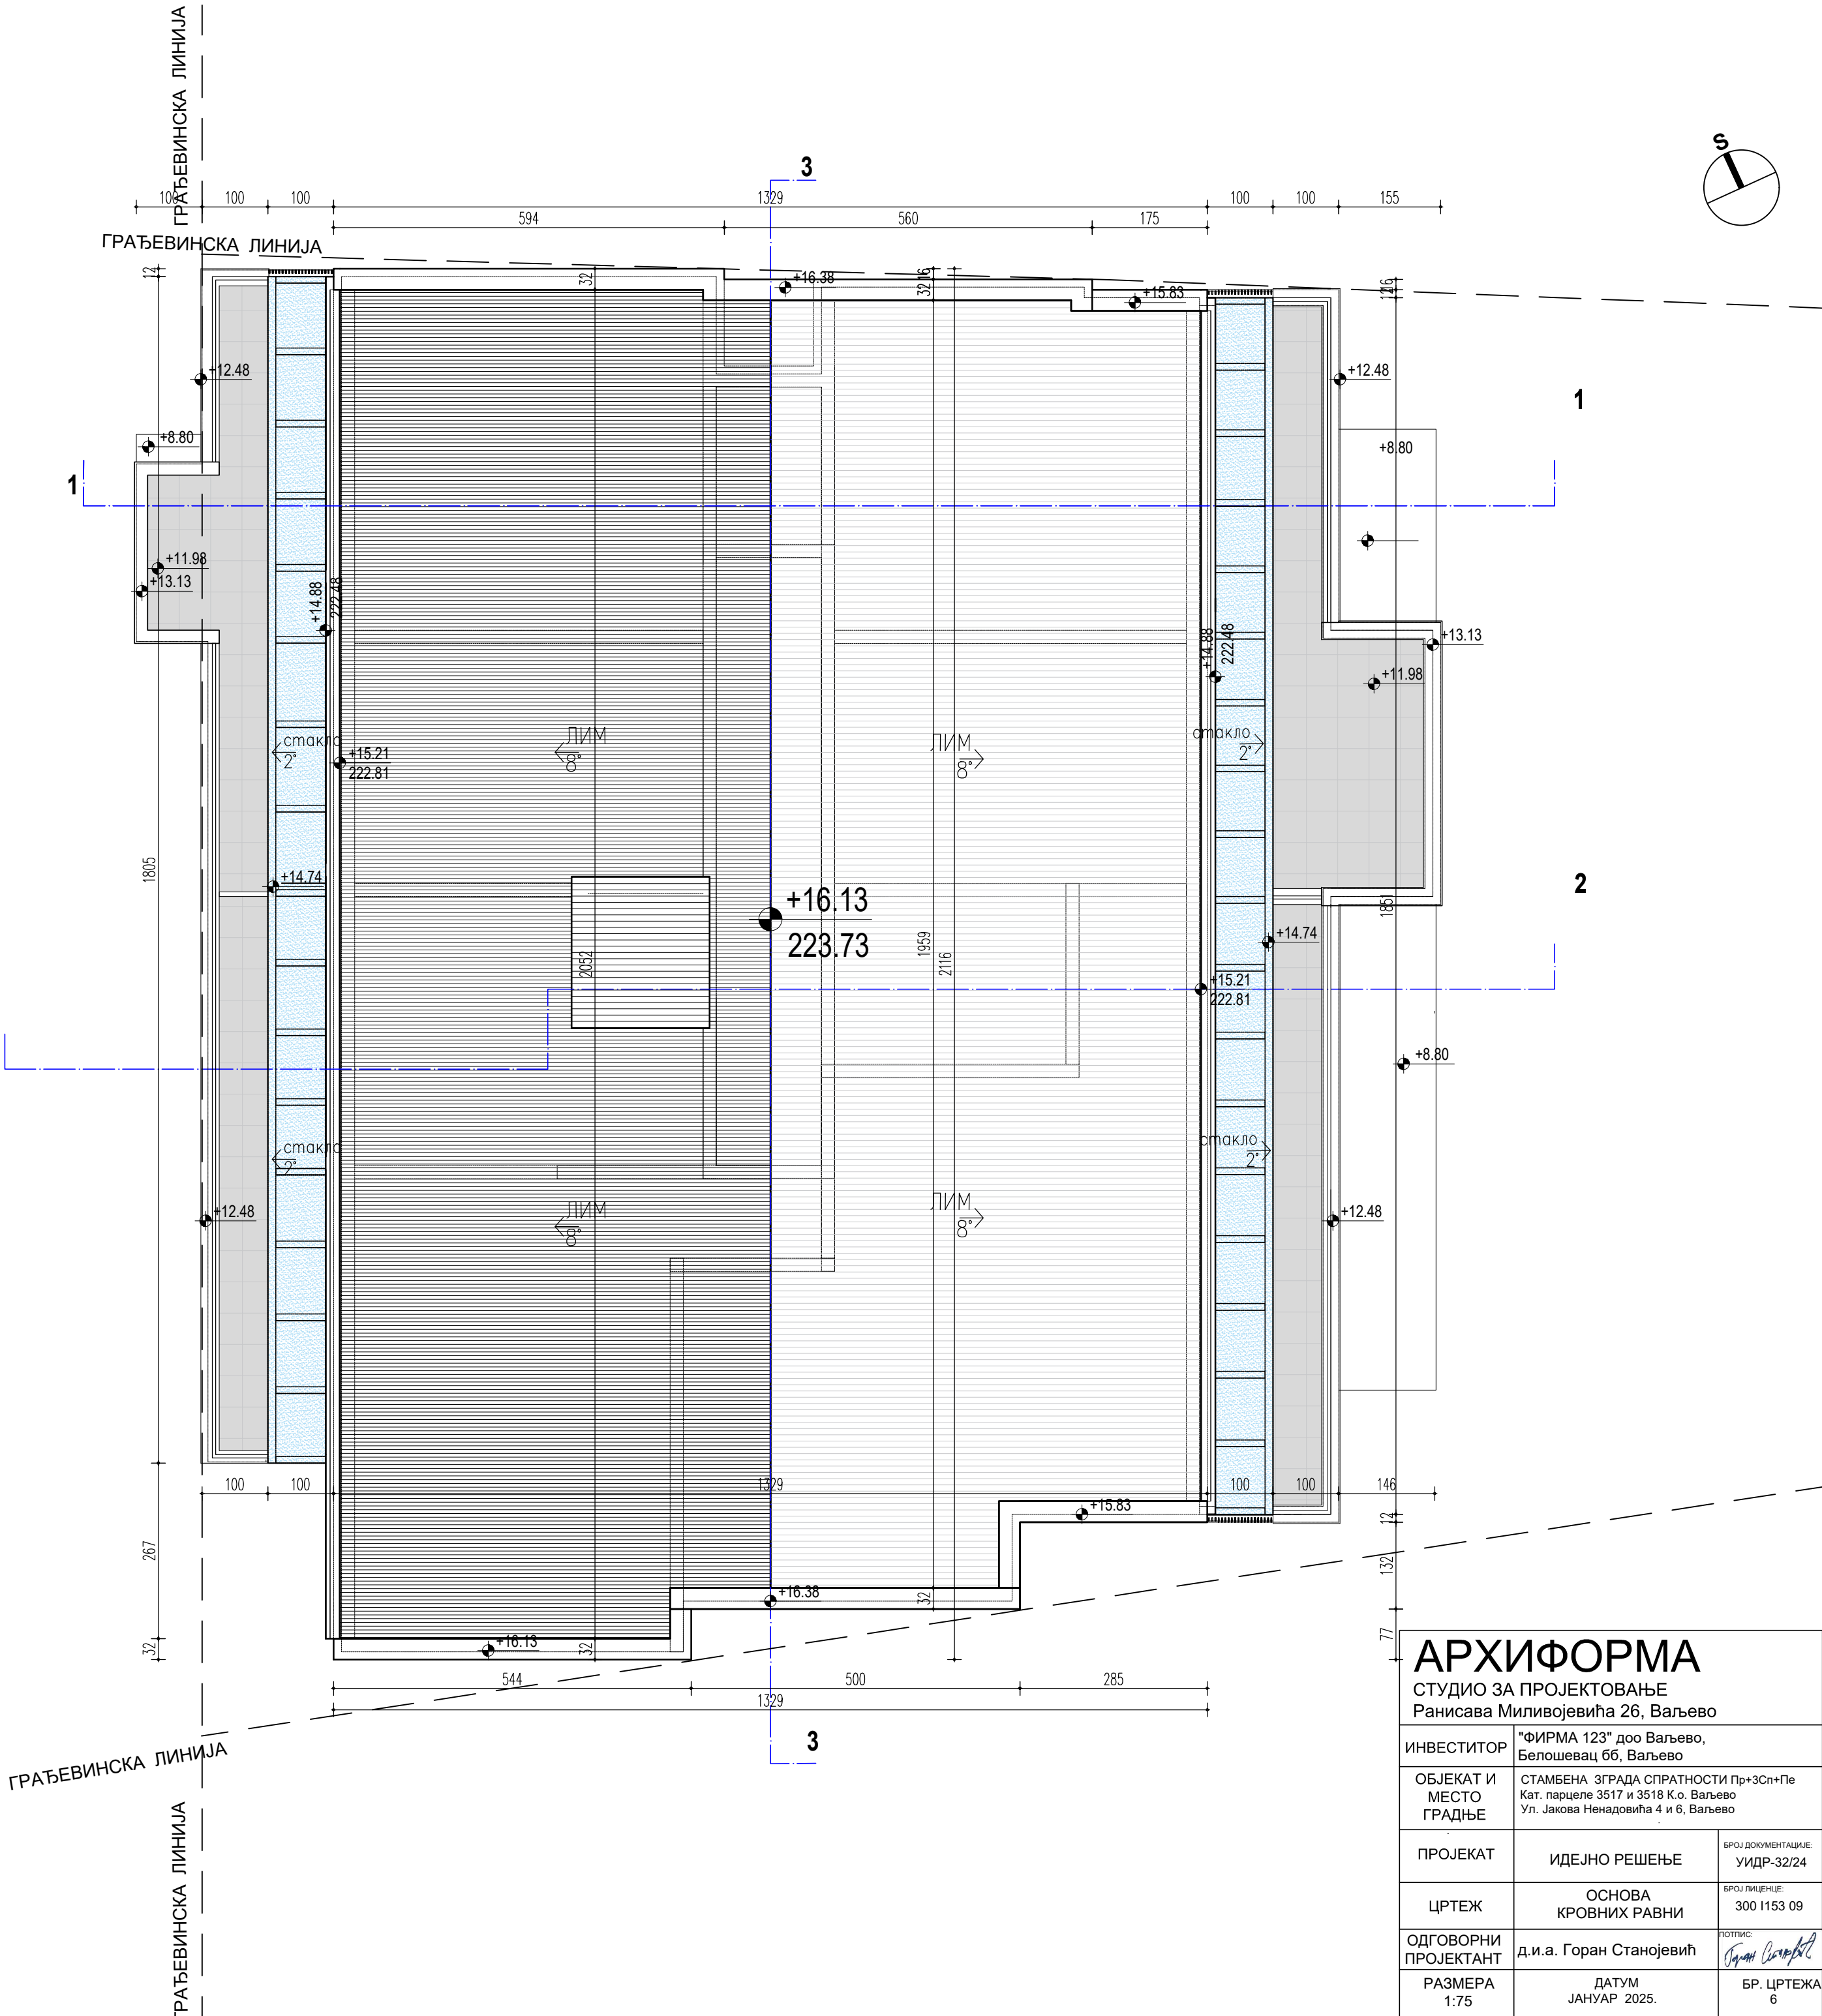 ГРАЂЕВИНСКА ЛИНИЈА
S
3
100 100 100 1329 100 100 155
594 560 175
ГРАЂЕВИНСКА ЛИНИЈА
12 32 +16.38 32 16 +15.83 12 16
+12.48 +12.48
1
+8.80 +8.80
1
+11.98
+13.13
+14.88
222.48
+14.88
222.48
+13.13
+11.98
стакло
2°
ЛИМ
8°
ЛИМ
8°
стакло
2°
+15.21
222.81
1805
+14.74
2
1851
+16.13
223.73
2052
1959
2116
+14.74
+15.21
222.81
+8.80
стакло
2°
стакло
2°
+12.48
ЛИМ
8°
ЛИМ
8°
+12.48
100 100 1329 100 100 146
+15.83
12
267
132
+16.38
32
32
+16.13
32
77
544 500 285
1329
3
ГРАЂЕВИНСКА ЛИНИЈА
ГРАЂЕВИНСКА ЛИНИЈА
АРХИФОРМА
СТУДИО ЗА ПРОЈЕКТОВАЊЕ
Ранисава Миливојевића 26, Ваљево
ИНВЕСТИТОР
"ФИРМА 123" доо Ваљево,
Белошевац бб, Ваљево
ОБЈЕКАТ И
МЕСТО
ГРАДЊЕ
СТАМБЕНА ЗГРАДА СПРАТНОСТИ Пр+3Сп+Пе
Кат. парцеле 3517 и 3518 К.о. Ваљево
Ул. Јакова Ненадовића 4 и 6, Ваљево
ПРОЈЕКАТ
ИДЕЈНО РЕШЕЊЕ
БРОЈ ДОКУМЕНТАЦИЈЕ:
УИДР-32/24
ЦРТЕЖ
ОСНОВА
КРОВНИХ РАВНИ
БРОЈ ЛИЦЕНЦЕ:
300 I153 09
ОДГОВОРНИ
ПРОЈЕКТАНТ
д.и.а. Горан Станојевић
ПОТПИС:
РАЗМЕРА
1:75
ДАТУМ
ЈАНУАР 2025.
БР. ЦРТЕЖА
6